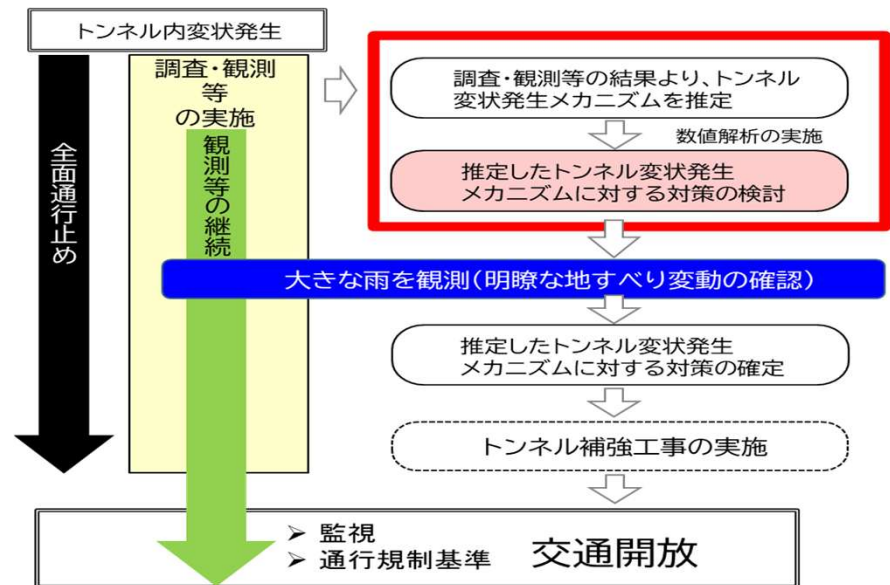 トンネル内変状発生
全面通行止め
調査・観測
等
の実施
観測等の継続
調査・観測等の結果より、トンネル
変状発生メカニズムを推定
数値解析の実施
推定したトンネル変状発生
メカニズムに対する対策の検討
大きな雨を観測(明瞭な地すべり変動の確認)
推定したトンネル変状発生
メカニズムに対する対策の確定
トンネル補強工事の実施
➢ 監視
➢ 通行規制基準
交通開放